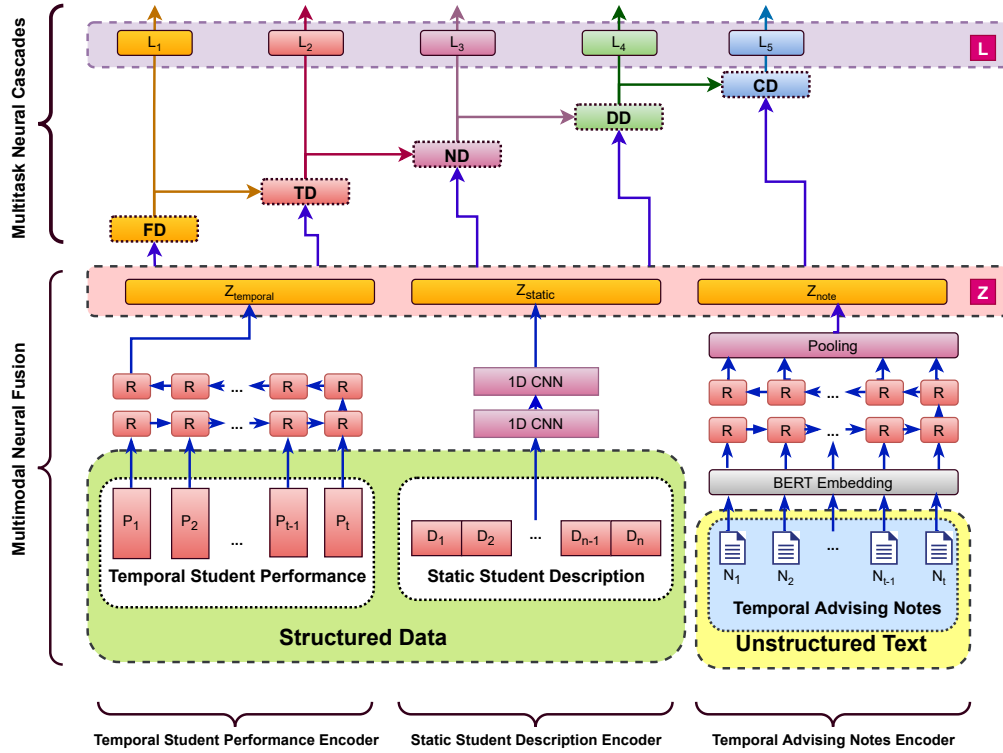 Multitask Neural Cascades
L1 L2 L3 L4 L5 L
CD
DD
ND
TD
FD
Multimodal Neural Fusion
Ztemporal Zstatic Znote Z
Pooling
R R ... R R 1D CNN R R ... R R
R R ... R R 1D CNN R R ... R R
BERT Embedding
P1 P2 ... Pt-1 Pt D1 D2 ... Dn-1 Dn N1 N2 ... Nt-1 Nt
Temporal Student Performance Static Student Description Temporal Advising Notes
Structured Data Unstructured Text
Temporal Student Performance Encoder Static Student Description Encoder Temporal Advising Notes Encoder